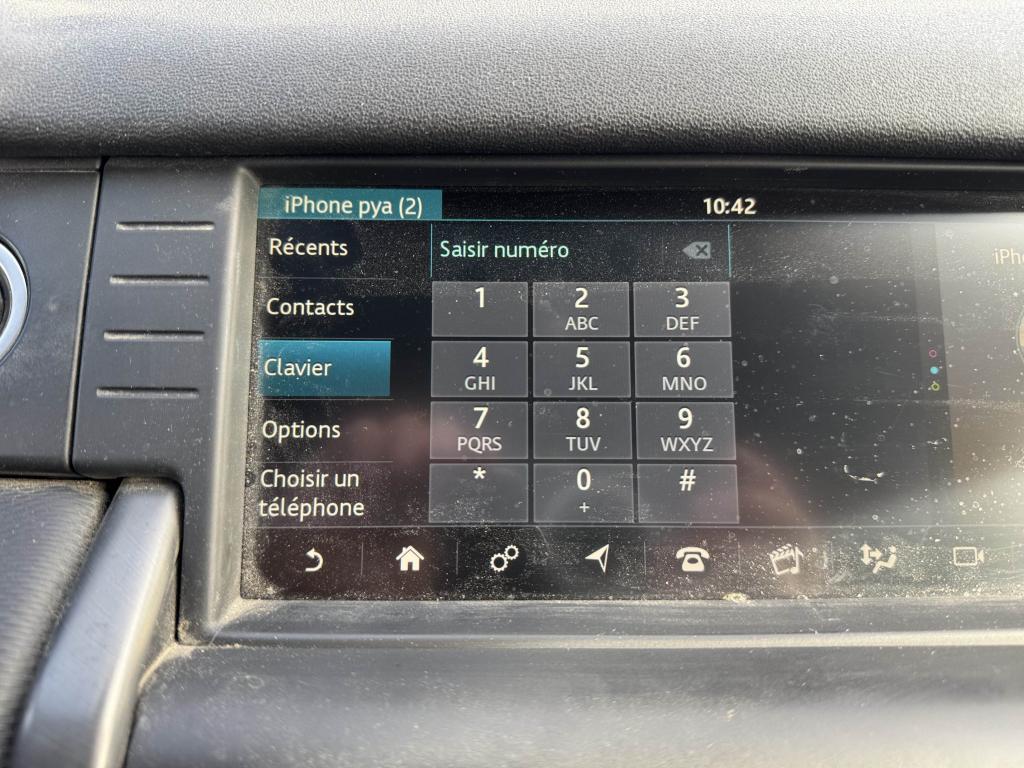 iPhone pya (2)
10:42
Récents
Saisir numéro
Contacts
1
2
3
ABC
DEF
Clavier
4
5
6
GHI
JKL
MNO
Options
7
8
9
PQRS
TUV
WXYZ
Choisir un
téléphone
*
0
#
+